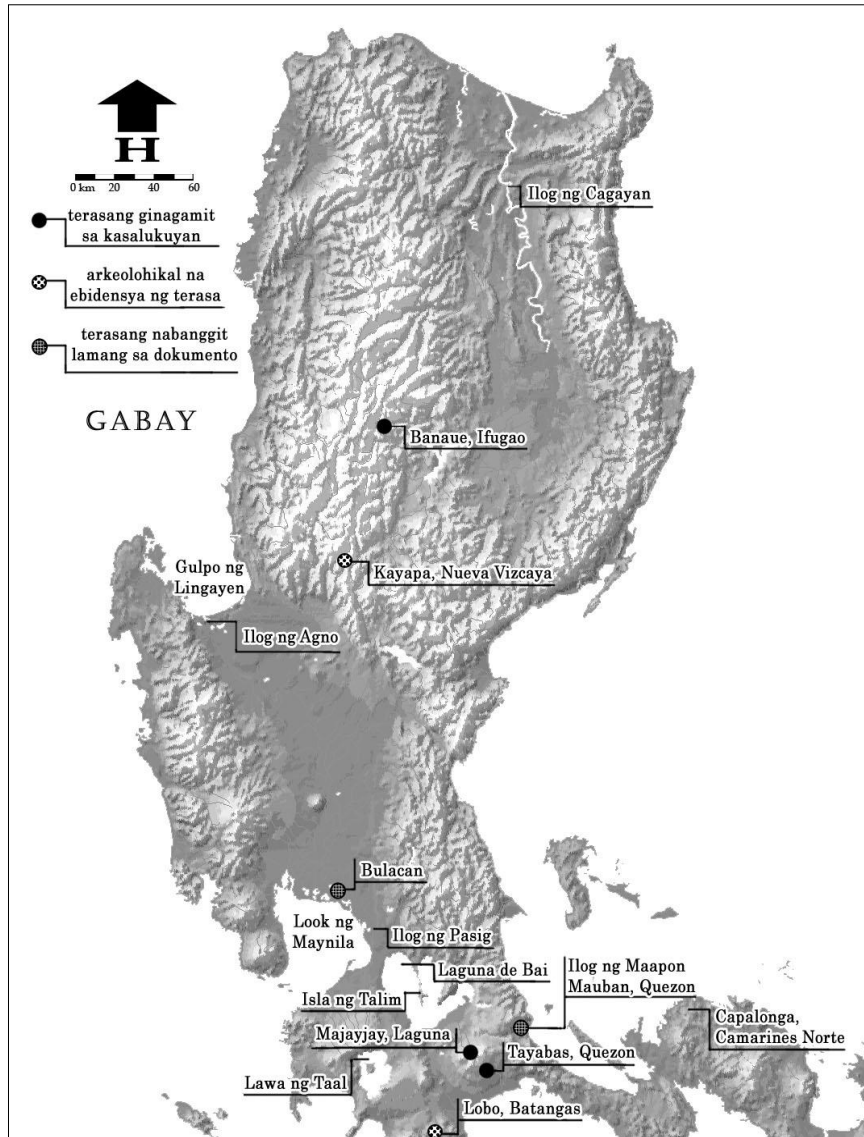 H
0 km 20 40 60
terasang ginagamit
sa kasalukuyan
arkeolohikal na
ebidensya ng terasa
terasang nabanggit
lamang sa dokumento
GABAY
Ilog ng Cagayan
Banaue, Ifugao
Kayapa, Nueva Vizcaya
Gulpo ng
Lingayen
Ilog ng Agno
Bulacan
Look ng
Maynila
Ilog ng Pasig
Laguna de Bai
Isla ng Talim
Ilog ng Maapon
Mauban, Quezon
Capalonga,
Camarines Norte
Majayjay, Laguna
Tayabas, Quezon
Lawa ng Taal
Lobo, Batangas